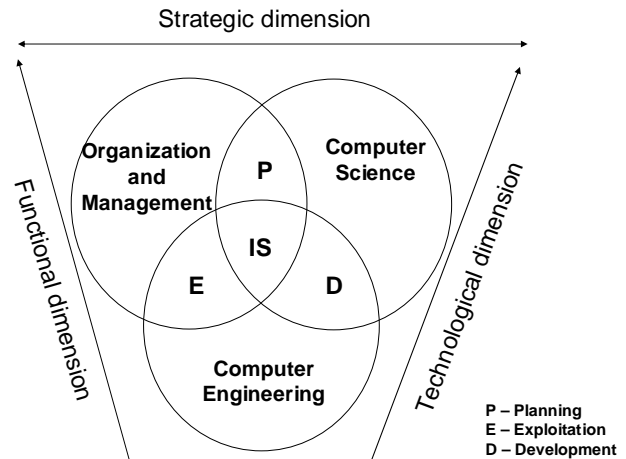 Strategic dimension
Organization
and
Management
P
Computer
Science
Functional dimension
IS
E
D
Technological dimension
Computer
Engineering
P – Planning
E – Exploitation
D – Development